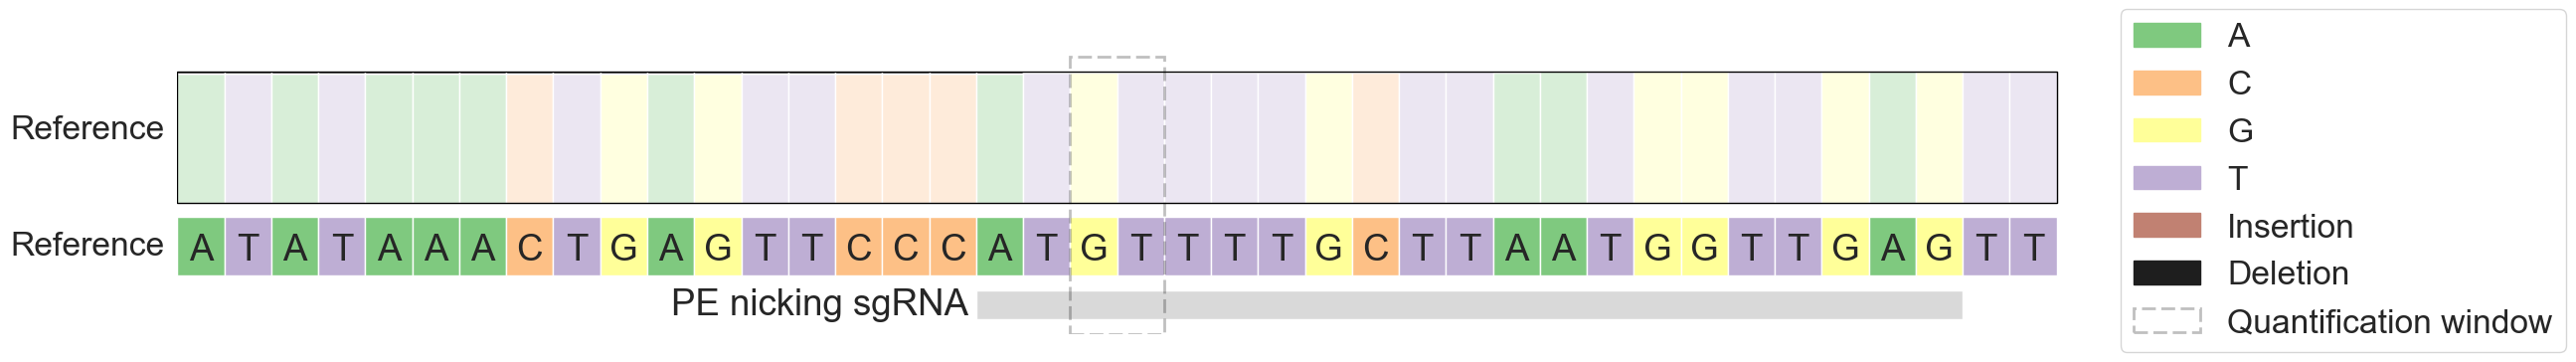 Reference
Reference A T A T A A A C T G A G T T C C C A T G T T T T G C T T A A T G G T T G A G T T
PE nicking sgRNA
A
C
G
T
Insertion
Deletion
Quantification window